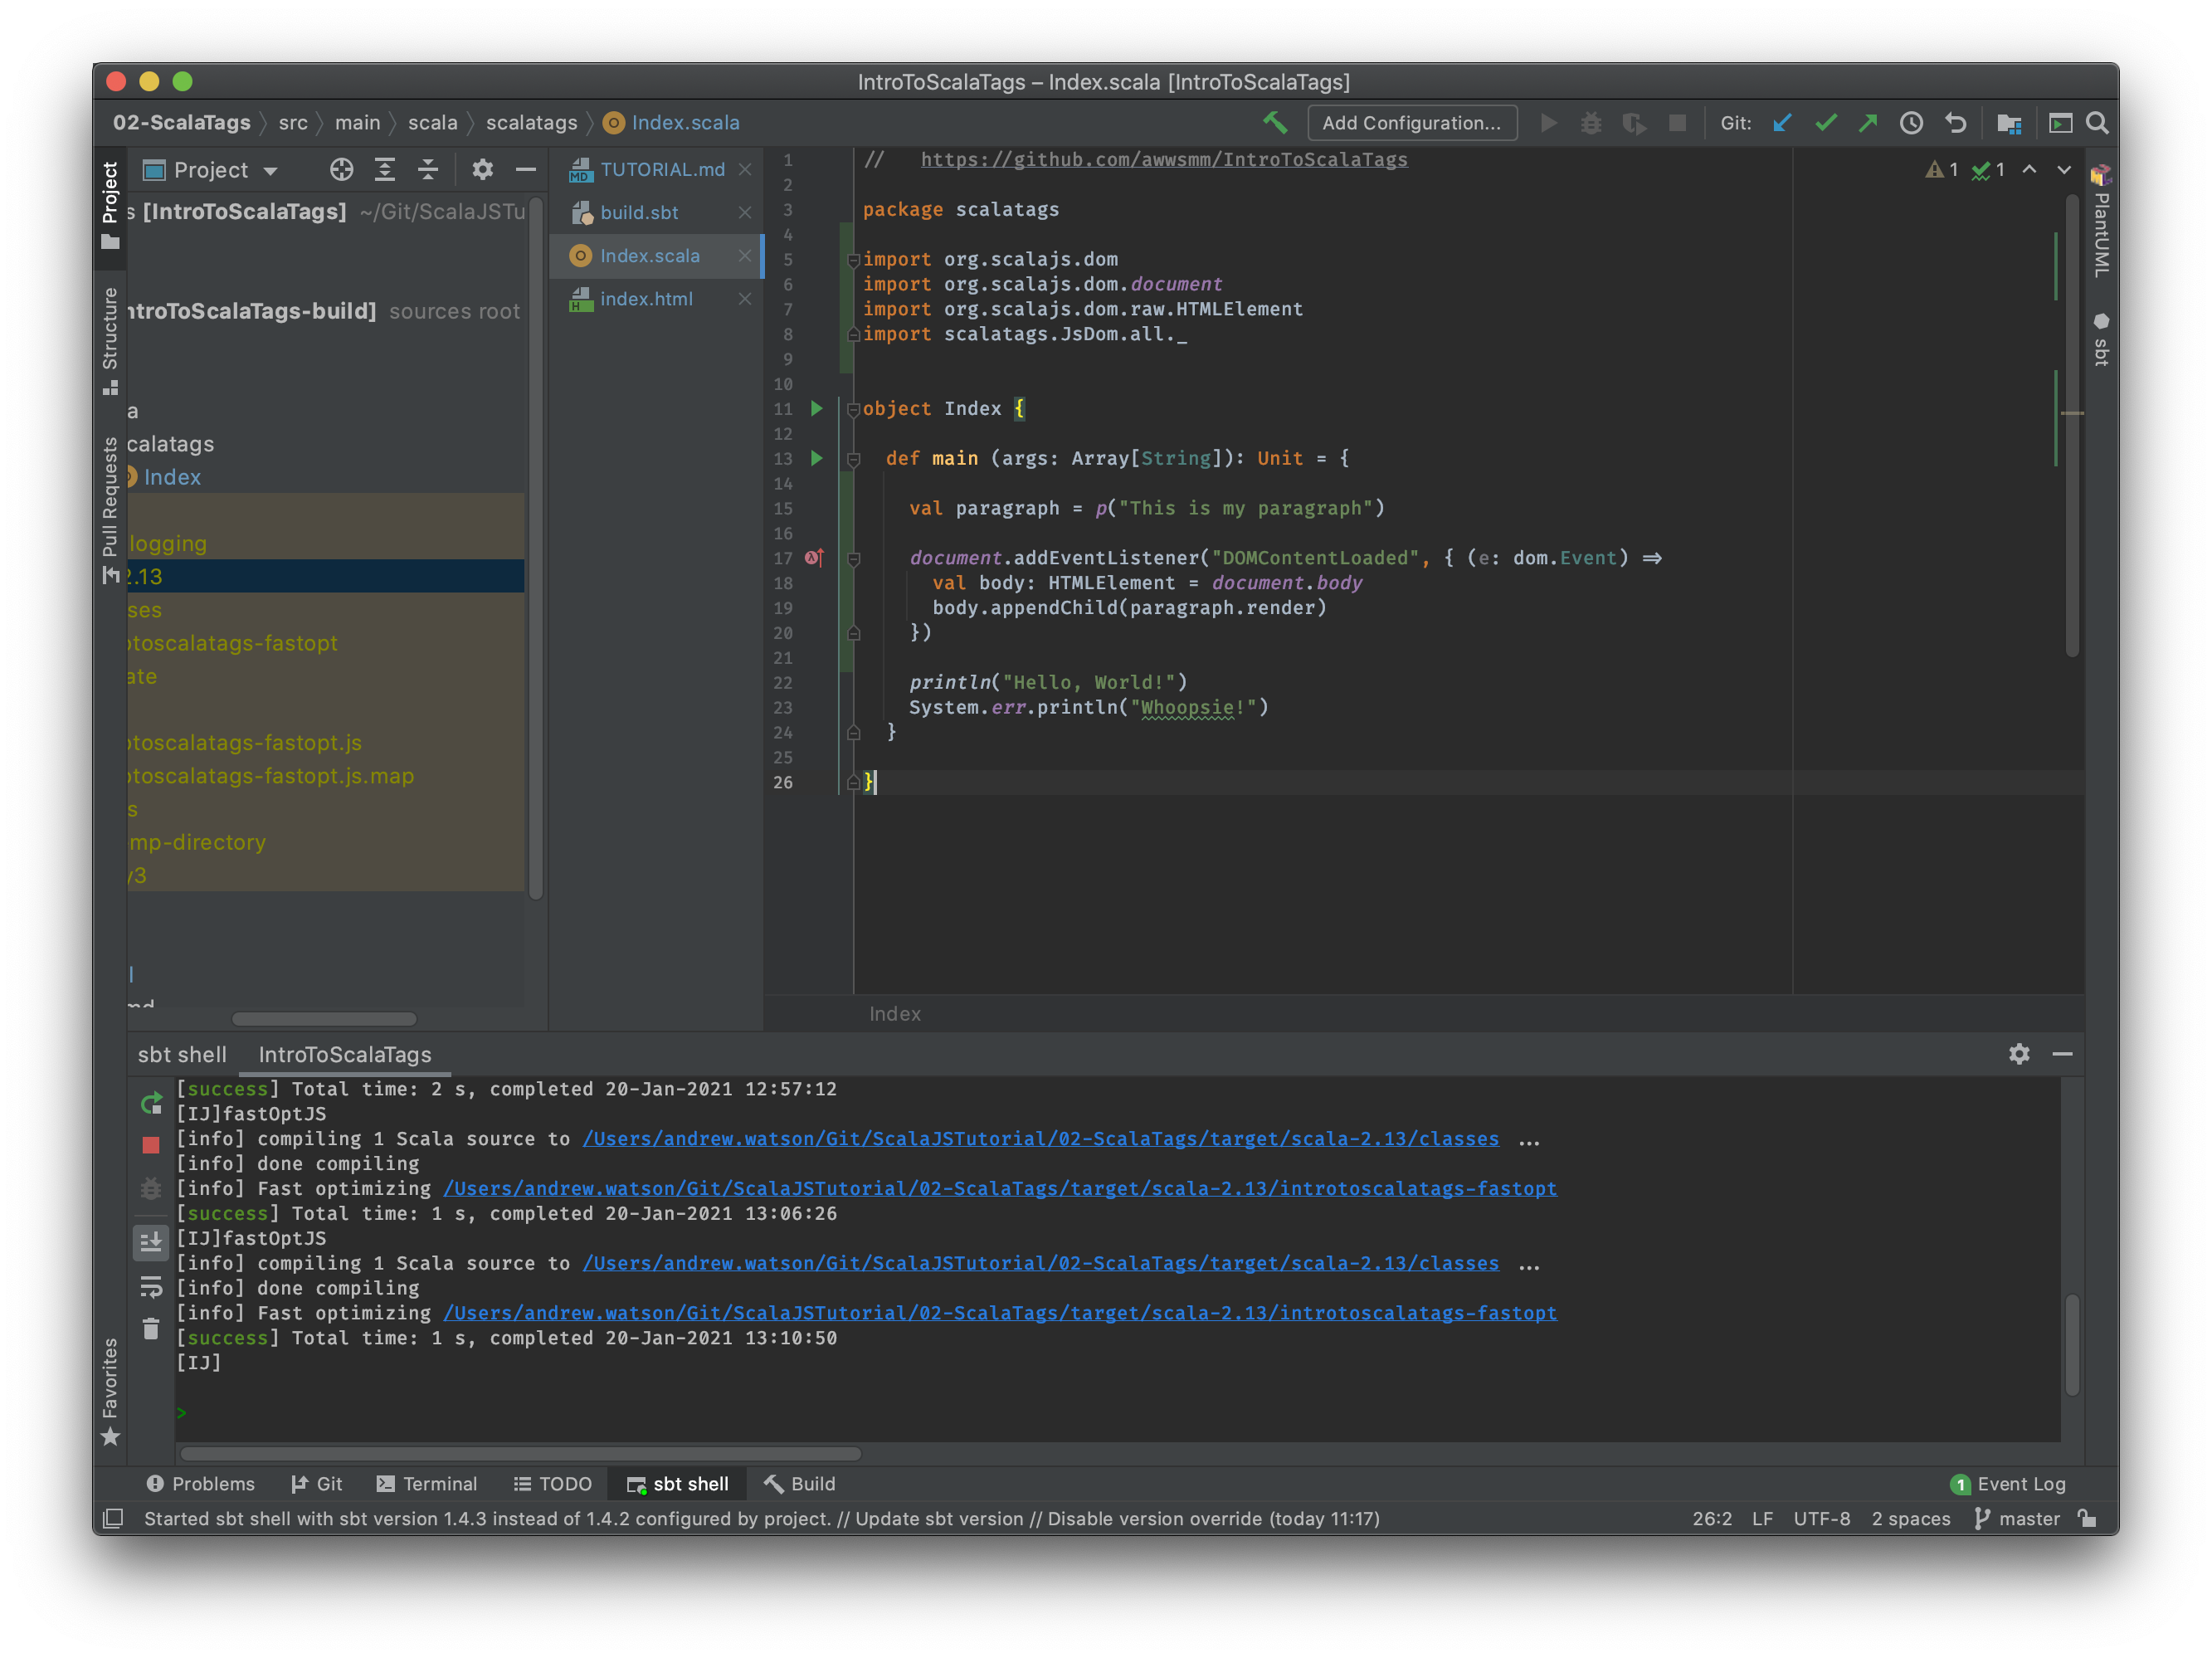 IntroToScalaTags – Index.scala [IntroToScalaTags]
02-ScalaTags src main scala scalatags Index.scala
Add Configuration...
Git:
Project
Structure
Pull Requests
Favorites
Project
s [IntroToScalaTags] ~/Git/ScalaJSTu
ntroToScalaTags-build] sources root
a
calatags
Index
logging
2.13
ses
otoscalatags-fastopt
ate
otoscalatags-fastopt.js
otoscalatags-fastopt.js.map
s
mp-directory
y3
l
md
TUTORIAL.md
build.sbt
Index.scala
index.html
1 // https://github.com/awwsmm/IntroToScalaTags
2
3 package scalatags
4
5 import org.scalajs.dom
6 import org.scalajs.dom.document
7 import org.scalajs.dom.raw.HTMLElement
8 import scalatags.JsDom.all._
9
10
11 object Index {
12
13 def main (args: Array[String]): Unit = {
14
15 val paragraph = p("This is my paragraph")
16
17 document.addEventListener("DOMContentLoaded", { (e: dom.Event) =>
18 val body: HTMLElement = document.body
19 body.appendChild(paragraph.render)
20 })
21
22 println("Hello, World!")
23 System.err.println("Whoopsie!")
24 }
25
26 }
1 1
PlantUML
sbt
Index
sbt shell IntroToScalaTags
[success] Total time: 2 s, completed 20-Jan-2021 12:57:12
[IJ]fastOptJS
[info] compiling 1 Scala source to /Users/andrew.watson/Git/ScalaJSTutorial/02-ScalaTags/target/scala-2.13/classes ...
[info] done compiling
[info] Fast optimizing /Users/andrew.watson/Git/ScalaJSTutorial/02-ScalaTags/target/scala-2.13/introtoscalatags-fastopt
[success] Total time: 1 s, completed 20-Jan-2021 13:06:26
[IJ]fastOptJS
[info] compiling 1 Scala source to /Users/andrew.watson/Git/ScalaJSTutorial/02-ScalaTags/target/scala-2.13/classes ...
[info] done compiling
[info] Fast optimizing /Users/andrew.watson/Git/ScalaJSTutorial/02-ScalaTags/target/scala-2.13/introtoscalatags-fastopt
[success] Total time: 1 s, completed 20-Jan-2021 13:10:50
[IJ]
>
Problems Git Terminal TODO sbt shell Build
1 Event Log
Started sbt shell with sbt version 1.4.3 instead of 1.4.2 configured by project. // Update sbt version // Disable version override (today 11:17)
26:2 LF UTF-8 2 spaces master